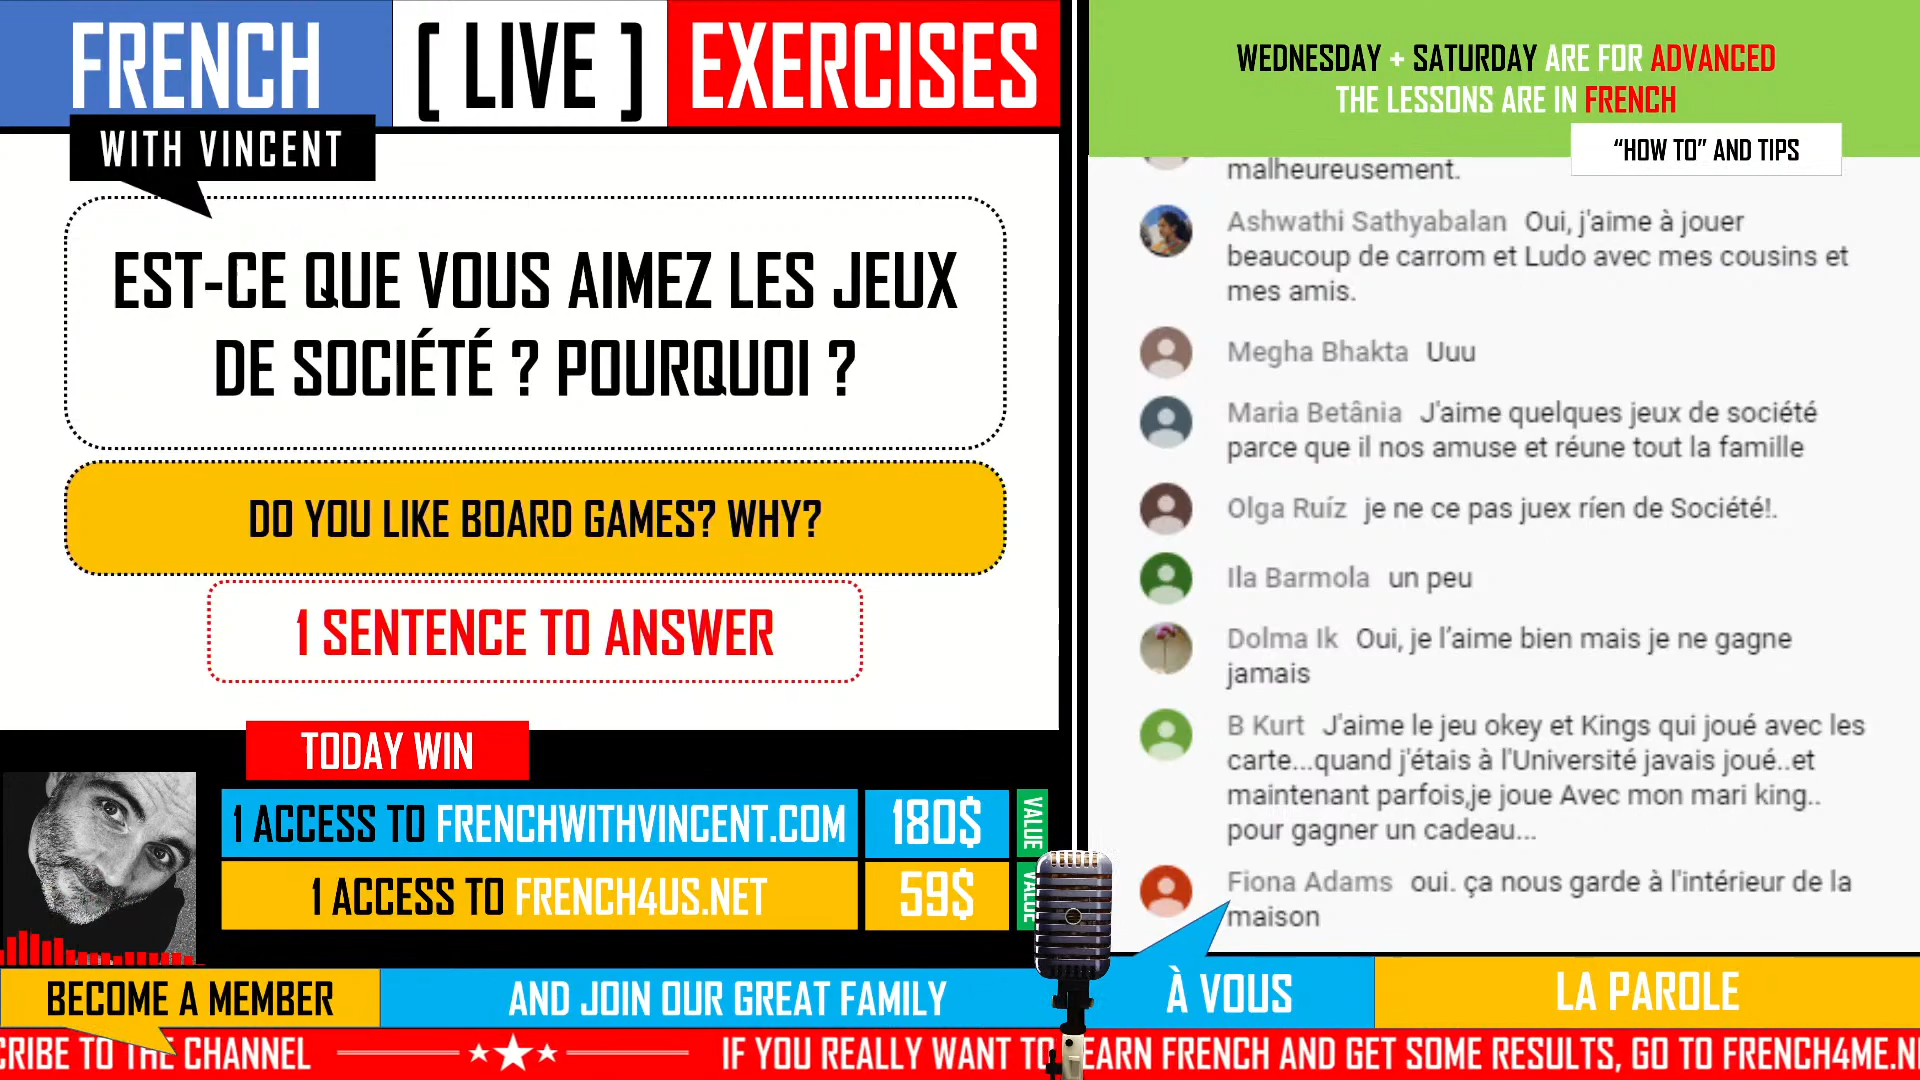 FRENCH
[ LIVE ]
EXERCISES
WITH VINCENT
EST-CE QUE VOUS AIMEZ LES JEUX
DE SOCIÉTÉ ? POURQUOI ?
DO YOU LIKE BOARD GAMES? WHY?
1 SENTENCE TO ANSWER
TODAY WIN
1 ACCESS TO FRENCHWITHVINCENT.COM
180$
VALUE
1 ACCESS TO FRENCH4US.NET
59$
VALUE
BECOME A MEMBER
AND JOIN OUR GREAT FAMILY
WEDNESDAY + SATURDAY ARE FOR ADVANCED
THE LESSONS ARE IN FRENCH
“HOW TO” AND TIPS
malheureusement.
Ashwathi Sathyabalan Oui, j'aime à jouer
beaucoup de carrom et Ludo avec mes cousins et
mes amis.
Megha Bhakta Uuu
Maria Betânia J'aime quelques jeux de société
parce que il nos amuse et réune tout la famille
Olga Ruíz je ne ce pas juex ríen de Société!.
Ila Barmola un peu
Dolma Ik Oui, je l’aime bien mais je ne gagne
jamais
B Kurt J'aime le jeu okey et Kings qui joué avec les
carte...quand j'étais à l'Université javais joué..et
maintenant parfois,je joue Avec mon mari king..
pour gagner un cadeau...
Fiona Adams oui. ça nous garde à l'intérieur de la
maison
À VOUS
LA PAROLE
CRIBE TO THE CHANNEL
IF YOU REALLY WANT TO EARN FRENCH AND GET SOME RESULTS, GO TO FRENCH4ME.N